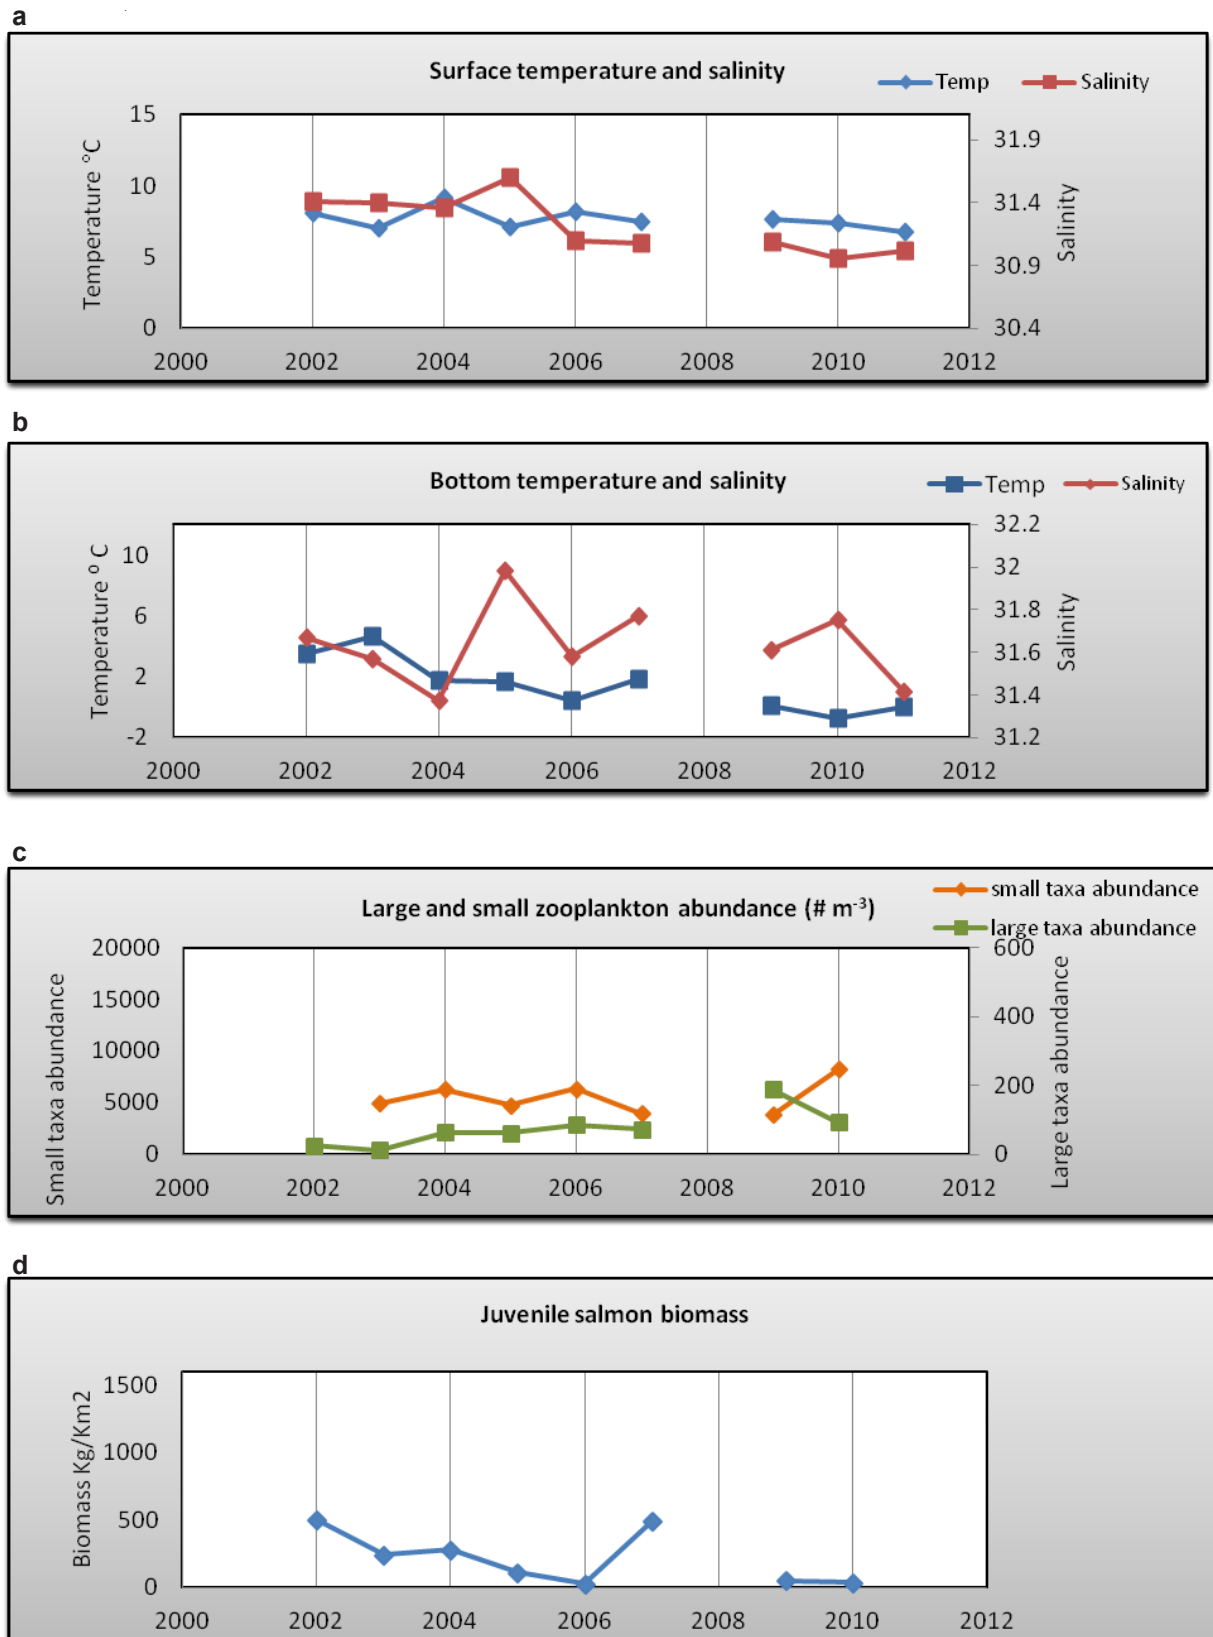 a
Surface temperature and salinity
Temp
Salinity
Temperature °C
15
10
5
0
31.9
31.4
30.9
30.4
Salinity
2000 2002 2004 2006 2008 2010 2012
b
Bottom temperature and salinity
Temp
Salinity
Temperature ⁰ C
10
6
2
-2
32.2
32
31.8
31.6
31.4
31.2
Salinity
2000 2002 2004 2006 2008 2010 2012
c
Large and small zooplankton abundance (# m⁻³)
small taxa abundance
large taxa abundance
Small taxa abundance
20000
15000
10000
5000
0
600
400
200
0
Large taxa abundance
2000 2002 2004 2006 2008 2010 2012
d
Juvenile salmon biomass
Biomass Kg/Km2
1500
1000
500
0
2000 2002 2004 2006 2008 2010 2012